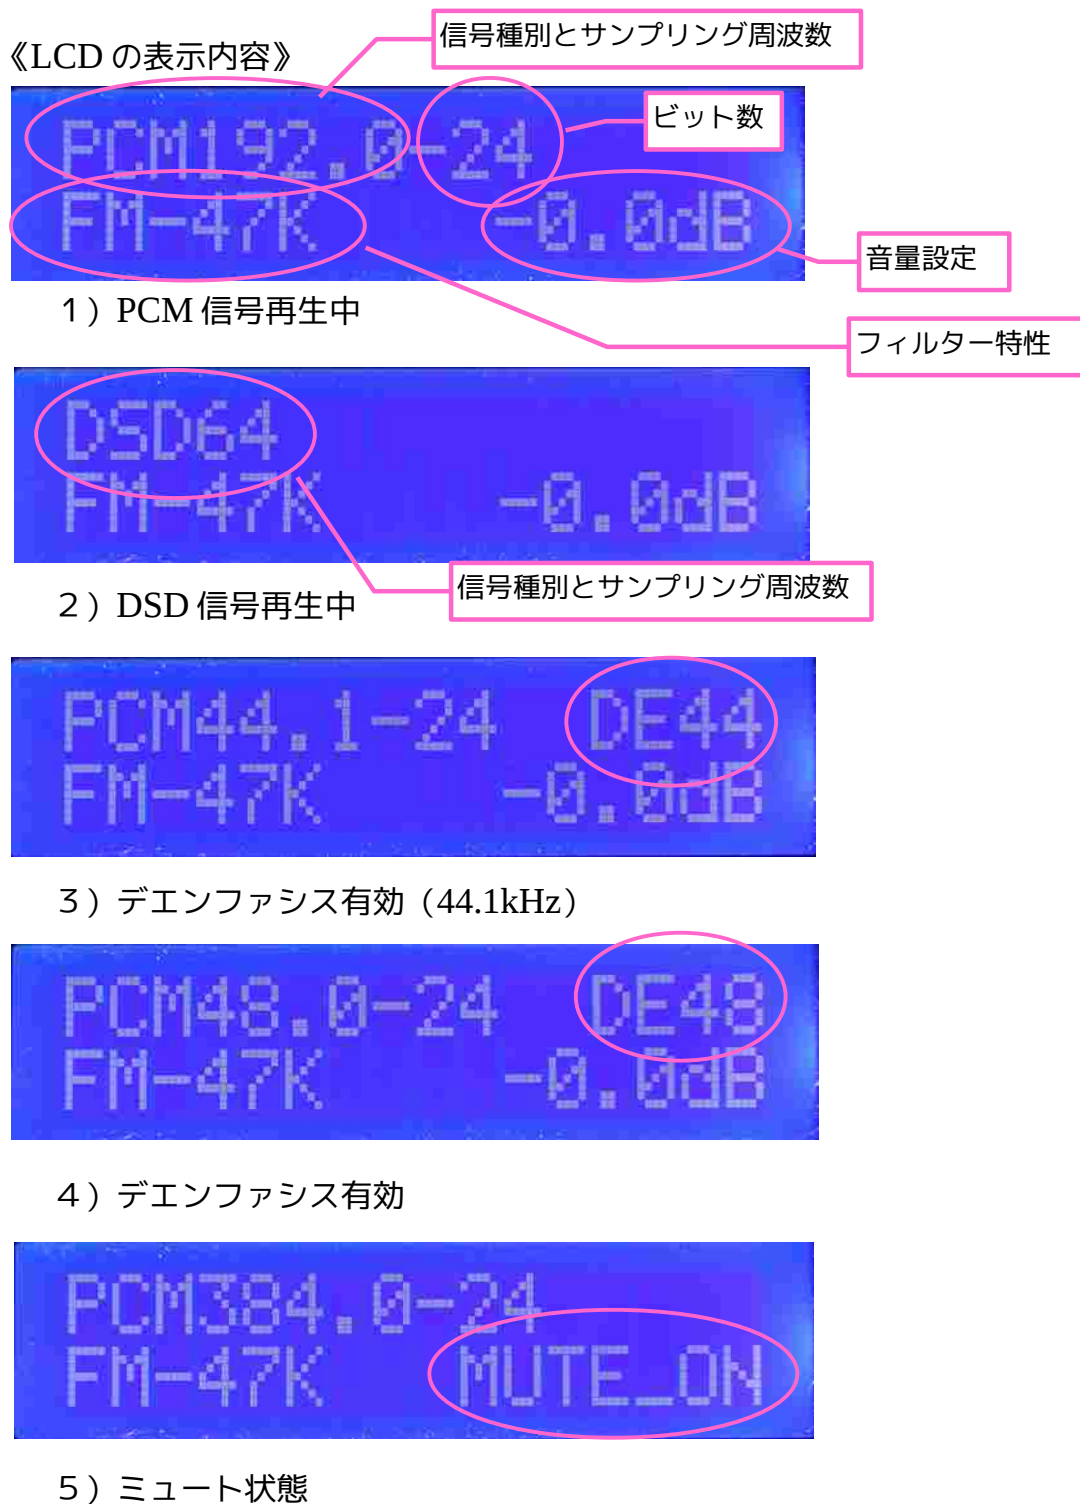 《LCD の表示内容》
信号種別とサンプリング周波数
PCM192.0-24
ビット数
FM-47K -0.0dB
音量設定
1）PCM 信号再生中
フィルター特性
DSD64
FM-47K -0.0dB
信号種別とサンプリング周波数
2）DSD 信号再生中
PCM44.1-24 DE44
FM-47K -0.0dB
3）デエンファシス有効（44.1kHz）
PCM48.0-24 DE48
FM-47K -0.0dB
4）デエンファシス有効
PCM384.0-24
FM-47K MUTE_ON
5）ミュート状態